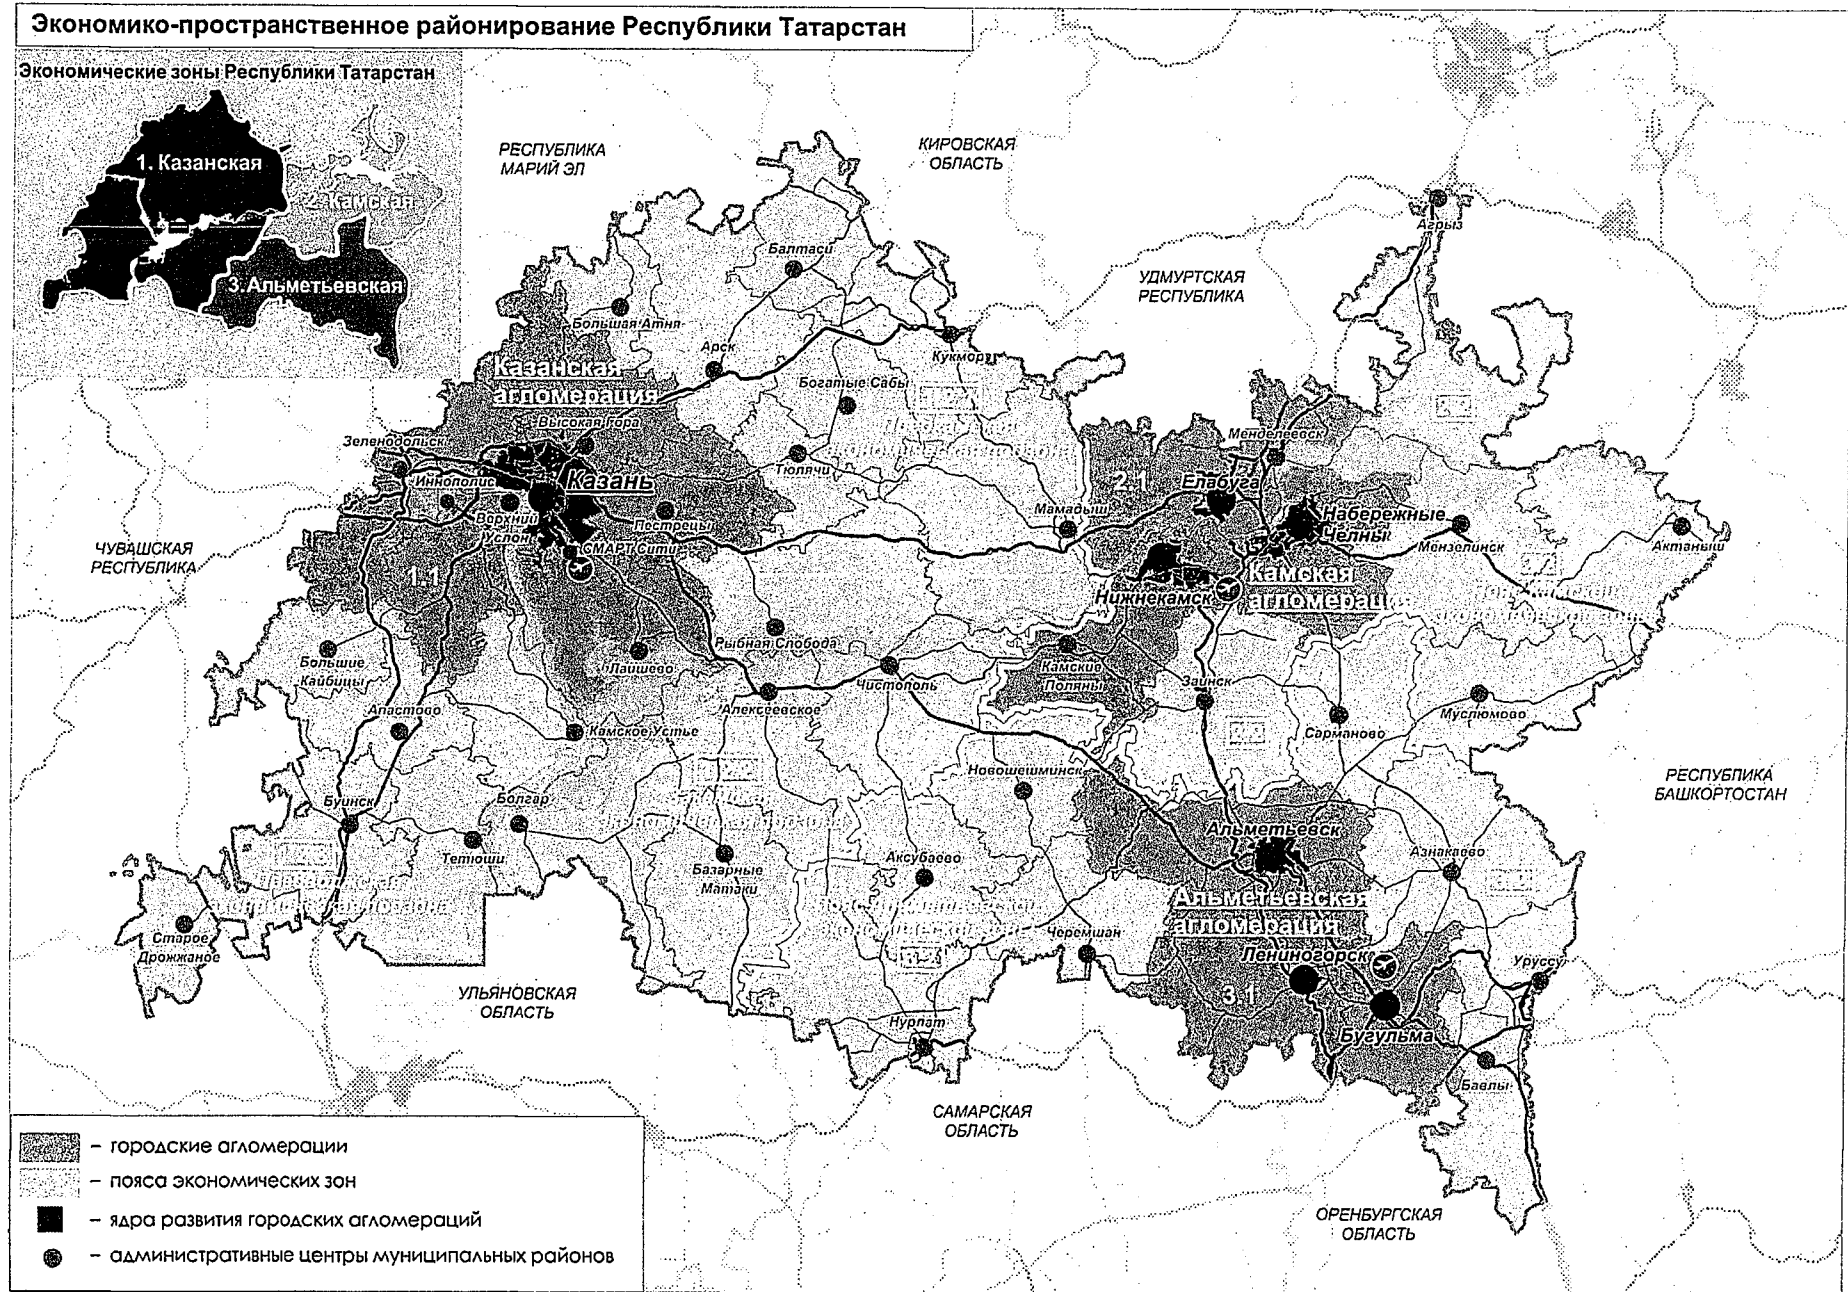 Экономико-пространственное районирование Республики Татарстан
Экономические зоны Республики Татарстан
1. Казанская
2. Камская
3. Альметьевская
РЕСПУБЛИКА
МАРИЙ ЭЛ
КИРОВСКАЯ
ОБЛАСТЬ
УДМУРТСКАЯ
РЕСПУБЛИКА
Агрыз
Балтаси
Большая Атня
Арск
Кукмор
Казанская
агломерация
Богатые Сабы
Высокая Гора
Зеленодольск
Тюлячи
Менделеевск
Иннополис
Казань
2.1
Елабуга
Верхний
Услон
Пестрецы
Мамадыш
Набережные
Челны
Мензелинск
Актаныш
ЧУВАШСКАЯ
РЕСПУБЛИКА
СМАРТ Сити
1.1
Камская
агломерация
Нижнекамск
Рыбная Слобода
Большие
Кайбицы
Лаишево
Камские
Поляны
Чистополь
Заинск
Апастово
Алексеевское
Муслюмово
Камское Устье
Сарманово
Новошешминск
РЕСПУБЛИКА
БАШКОРТОСТАН
Буинск
Болгар
Альметьевск
Тетюши
Базарные
Матаки
Аксубаево
Азнакаево
Альметьевская
агломерация
Старое
Дрожжаное
Черемшан
Лениногорск
Уруссу
УЛЬЯНОВСКАЯ
ОБЛАСТЬ
3.1
Нурлат
Бугульма
Бавлы
САМАРСКАЯ
ОБЛАСТЬ
ОРЕНБУРГСКАЯ
ОБЛАСТЬ
– городские агломерации
– пояса экономических зон
– ядра развития городских агломераций
– административные центры муниципальных районов